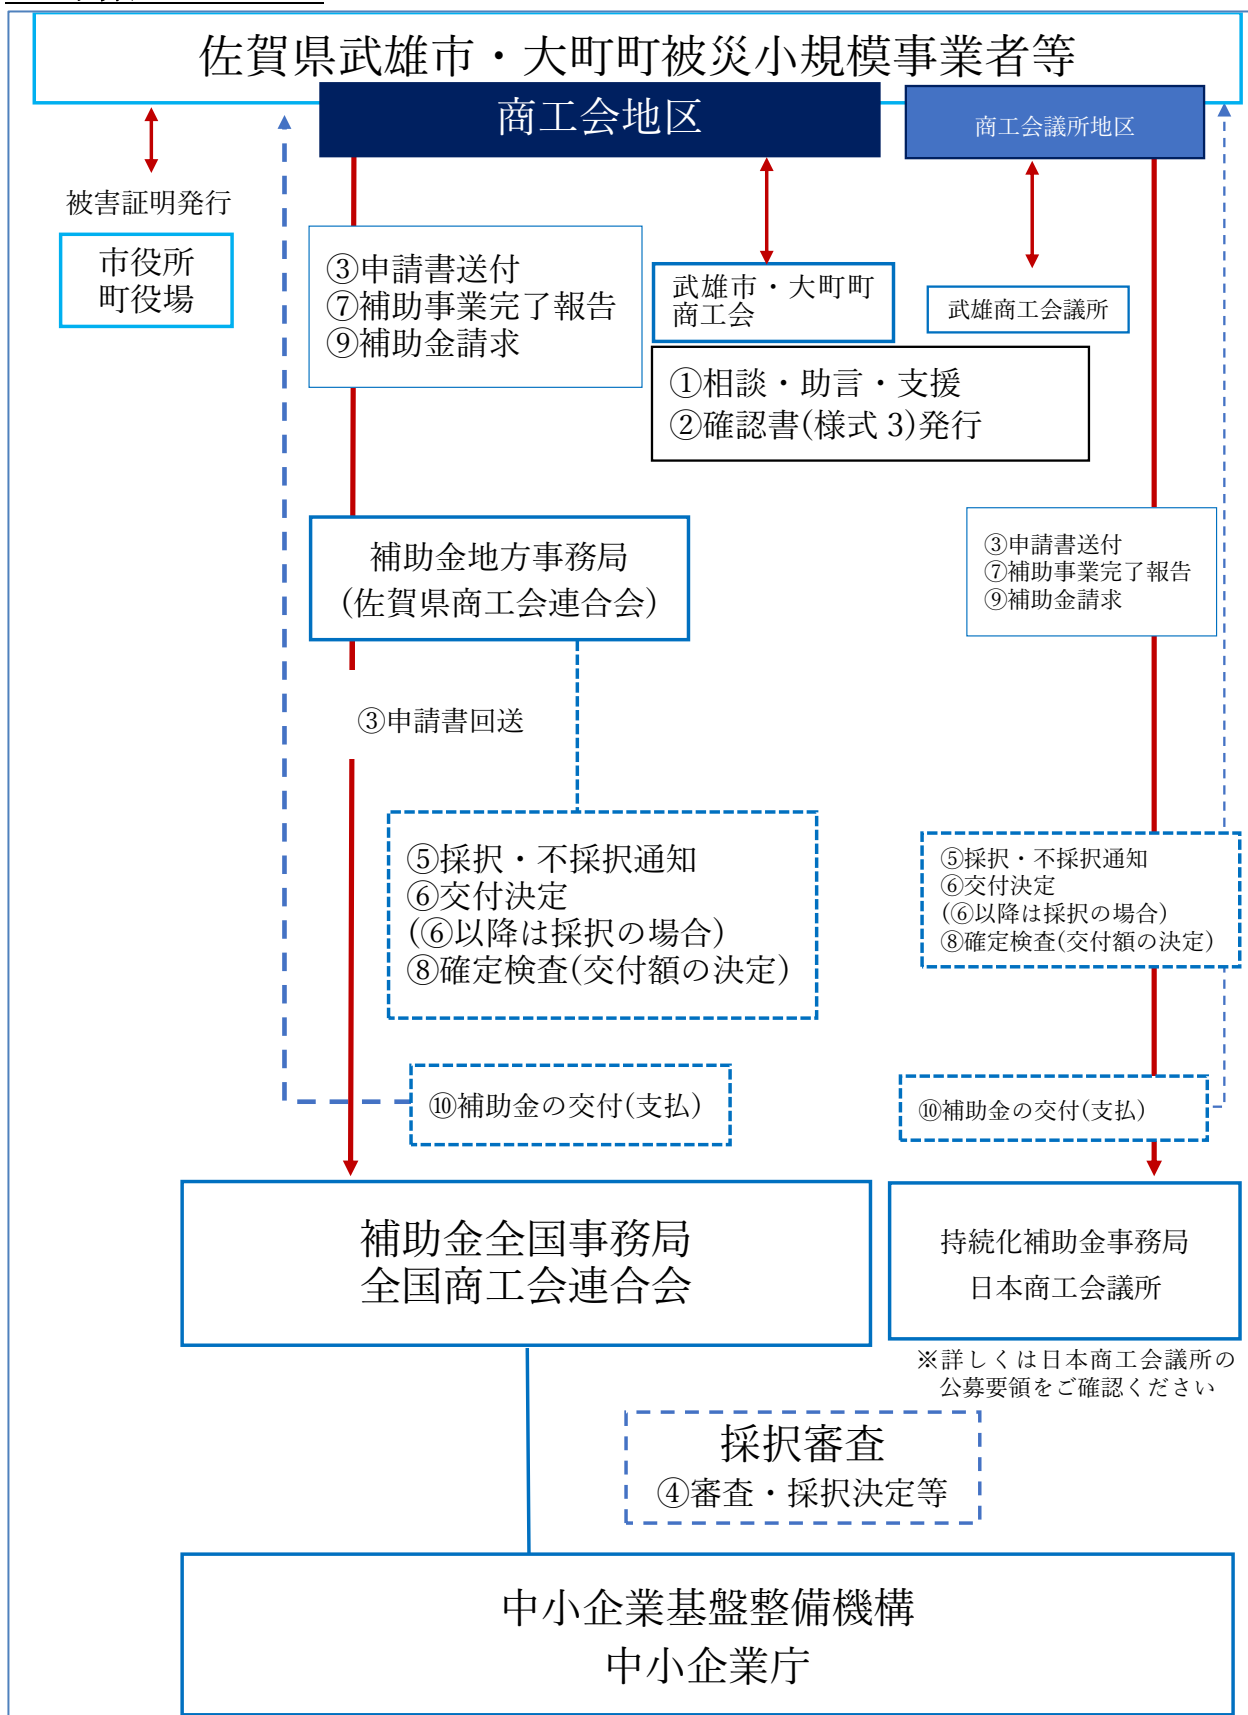 佐賀県武雄市・大町町被災小規模事業者等
商工会地区
商工会議所地区
被害証明発行
市役所
町役場
③申請書送付
⑦補助事業完了報告
⑨補助金請求
武雄市・大町町
商工会
武雄商工会議所
①相談・助言・支援
②確認書(様式 3)発行
補助金地方事務局
(佐賀県商工会連合会)
③申請書送付
⑦補助事業完了報告
⑨補助金請求
③申請書回送
⑤採択・不採択通知
⑥交付決定
(⑥以降は採択の場合)
⑧確定検査(交付額の決定)
⑤採択・不採択通知
⑥交付決定
(⑥以降は採択の場合)
⑧確定検査(交付額の決定)
⑩補助金の交付(支払)
⑩補助金の交付(支払)
補助金全国事務局
全国商工会連合会
持続化補助金事務局
日本商工会議所
※詳しくは日本商工会議所の
公募要領をご確認ください
採択審査
④審査・採択決定等
中小企業基盤整備機構
中小企業庁